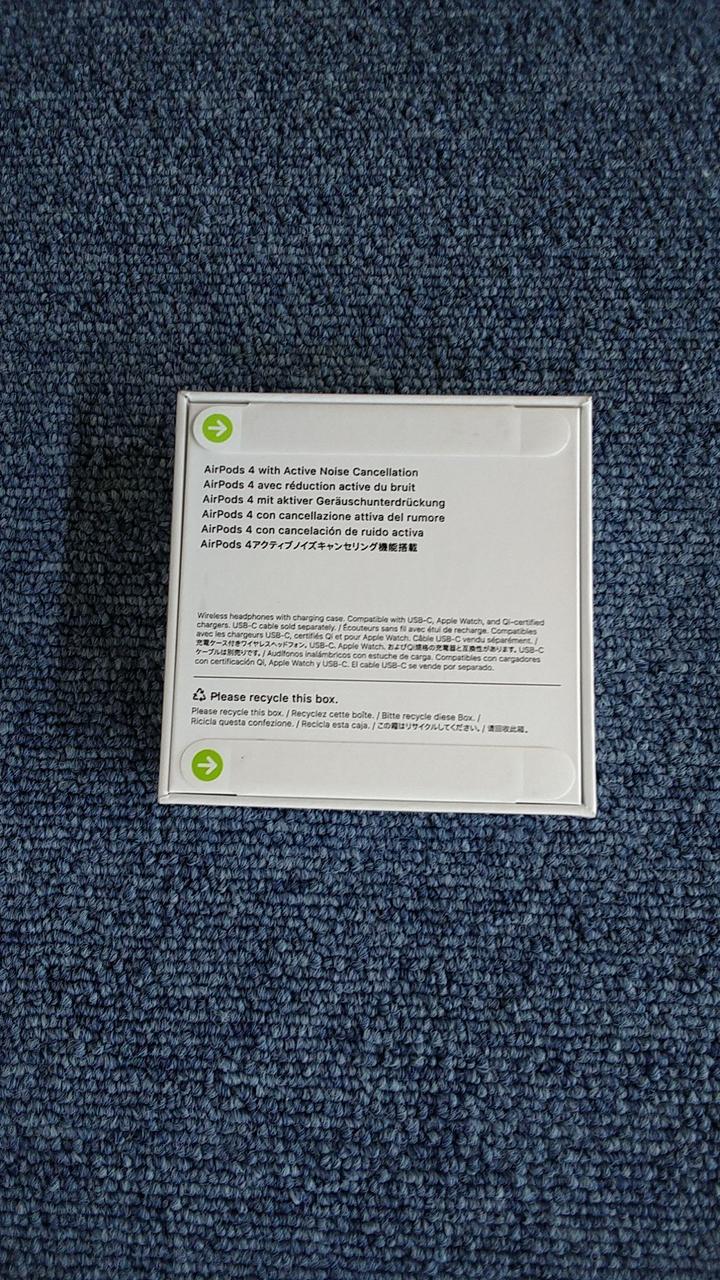 AirPods 4 with Active Noise Cancellation
AirPods 4 avec réduction active du bruit
AirPods 4 mit aktiver Geräuschunterdrückung
AirPods 4 con cancellazione attiva del rumore
AirPods 4 con cancelación de ruido activa
AirPods 4アクティブノイズキャンセリング機能搭載
Wireless headphones with charging case. Compatible with USB-C, Apple Watch, and Qi-certified
chargers. USB-C cable sold separately. / Écouteurs sans fil avec étui de recharge. Compatibles
avec les chargeurs USB-C, certifiés Qi et pour Apple Watch. Câble USB-C vendu séparément. /
充電ケース付きワイヤレスヘッドフォン。USB-C、Apple Watch、およびQi規格の充電器と互換性があります。USB-C
ケーブルは別売りです。/ Audífonos inalámbricos con estuche de carga. Compatibles con cargadores
con certificación Qi, Apple Watch y USB-C. El cable USB-C se vende por separado.
Please recycle this box.
Please recycle this box. / Recyclez cette boîte. / Bitte recycle diese Box. /
Ricicla questa confezione. / Recicla esta caja. / この箱はリサイクルしてください。/ 请回收此箱。